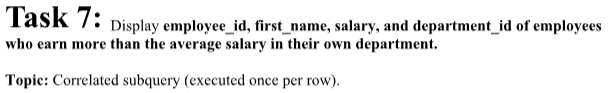 Task 7: Display employee_id, first_name, salary, and department_id of employees
who earn more than the average salary in their own department.
Topic: Correlated subquery (executed once per row).